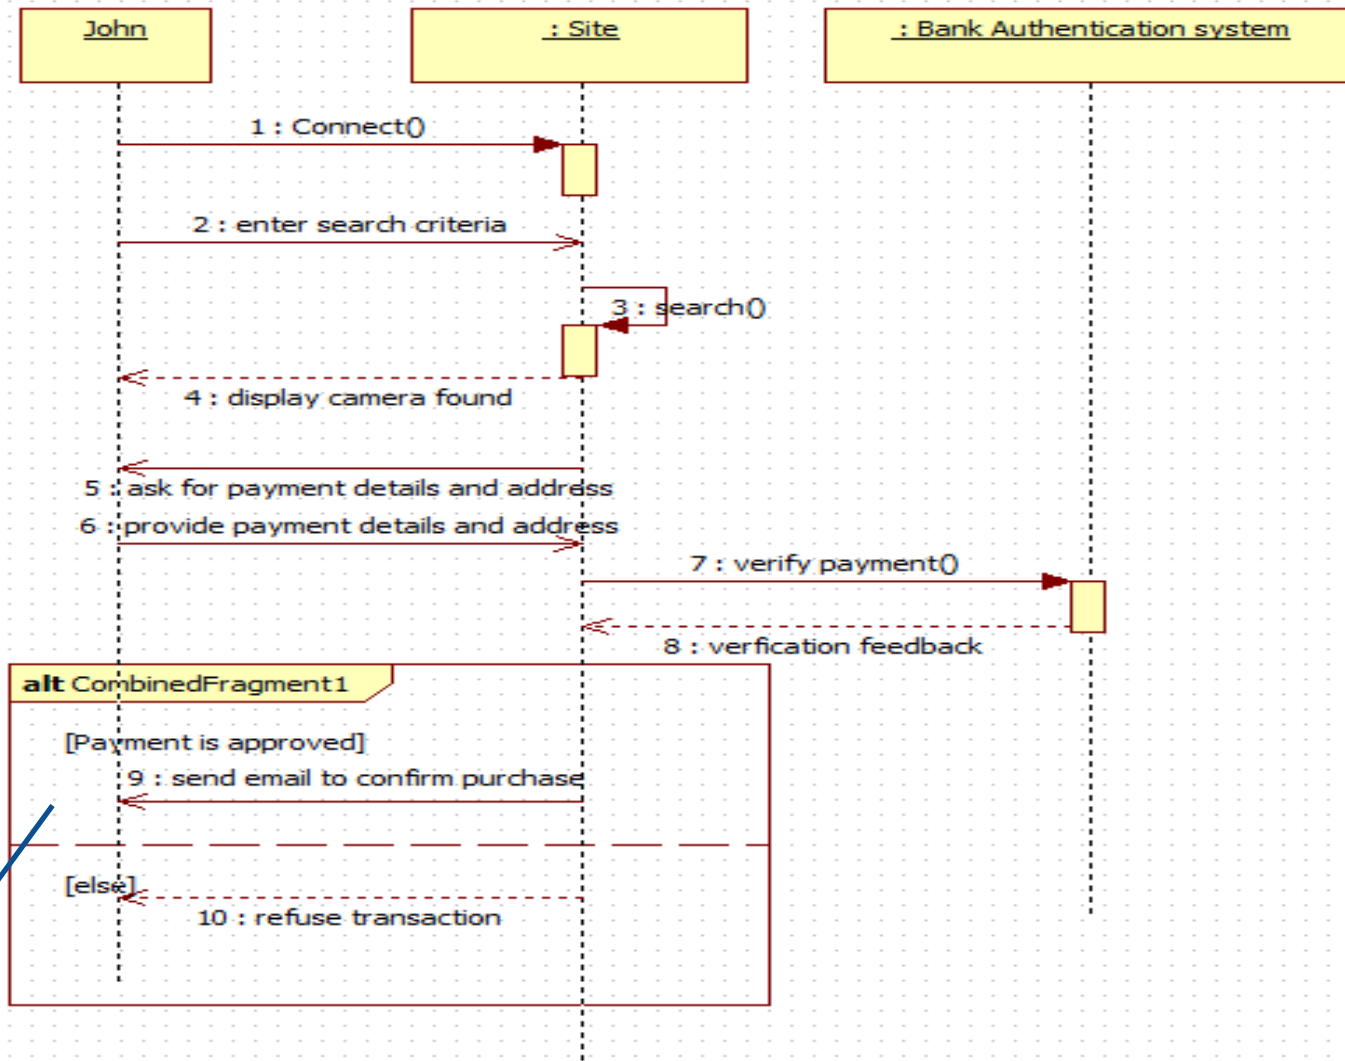 John
: Site
: Bank Authentication system
1 : Connect()
2 : enter search criteria
3 : search()
4 : display camera found
5 : ask for payment details and address
6 : provide payment details and address
7 : verify payment()
8 : verfication feedback
alt CombinedFragment1
[Payment is approved]
9 : send email to confirm purchase
[else]
10 : refuse transaction